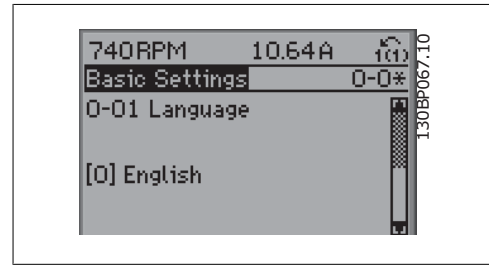 740RPM 10.64A 1(1)
Basic Settings 0-0*
0-01 Language
[0] English
130BP067.10